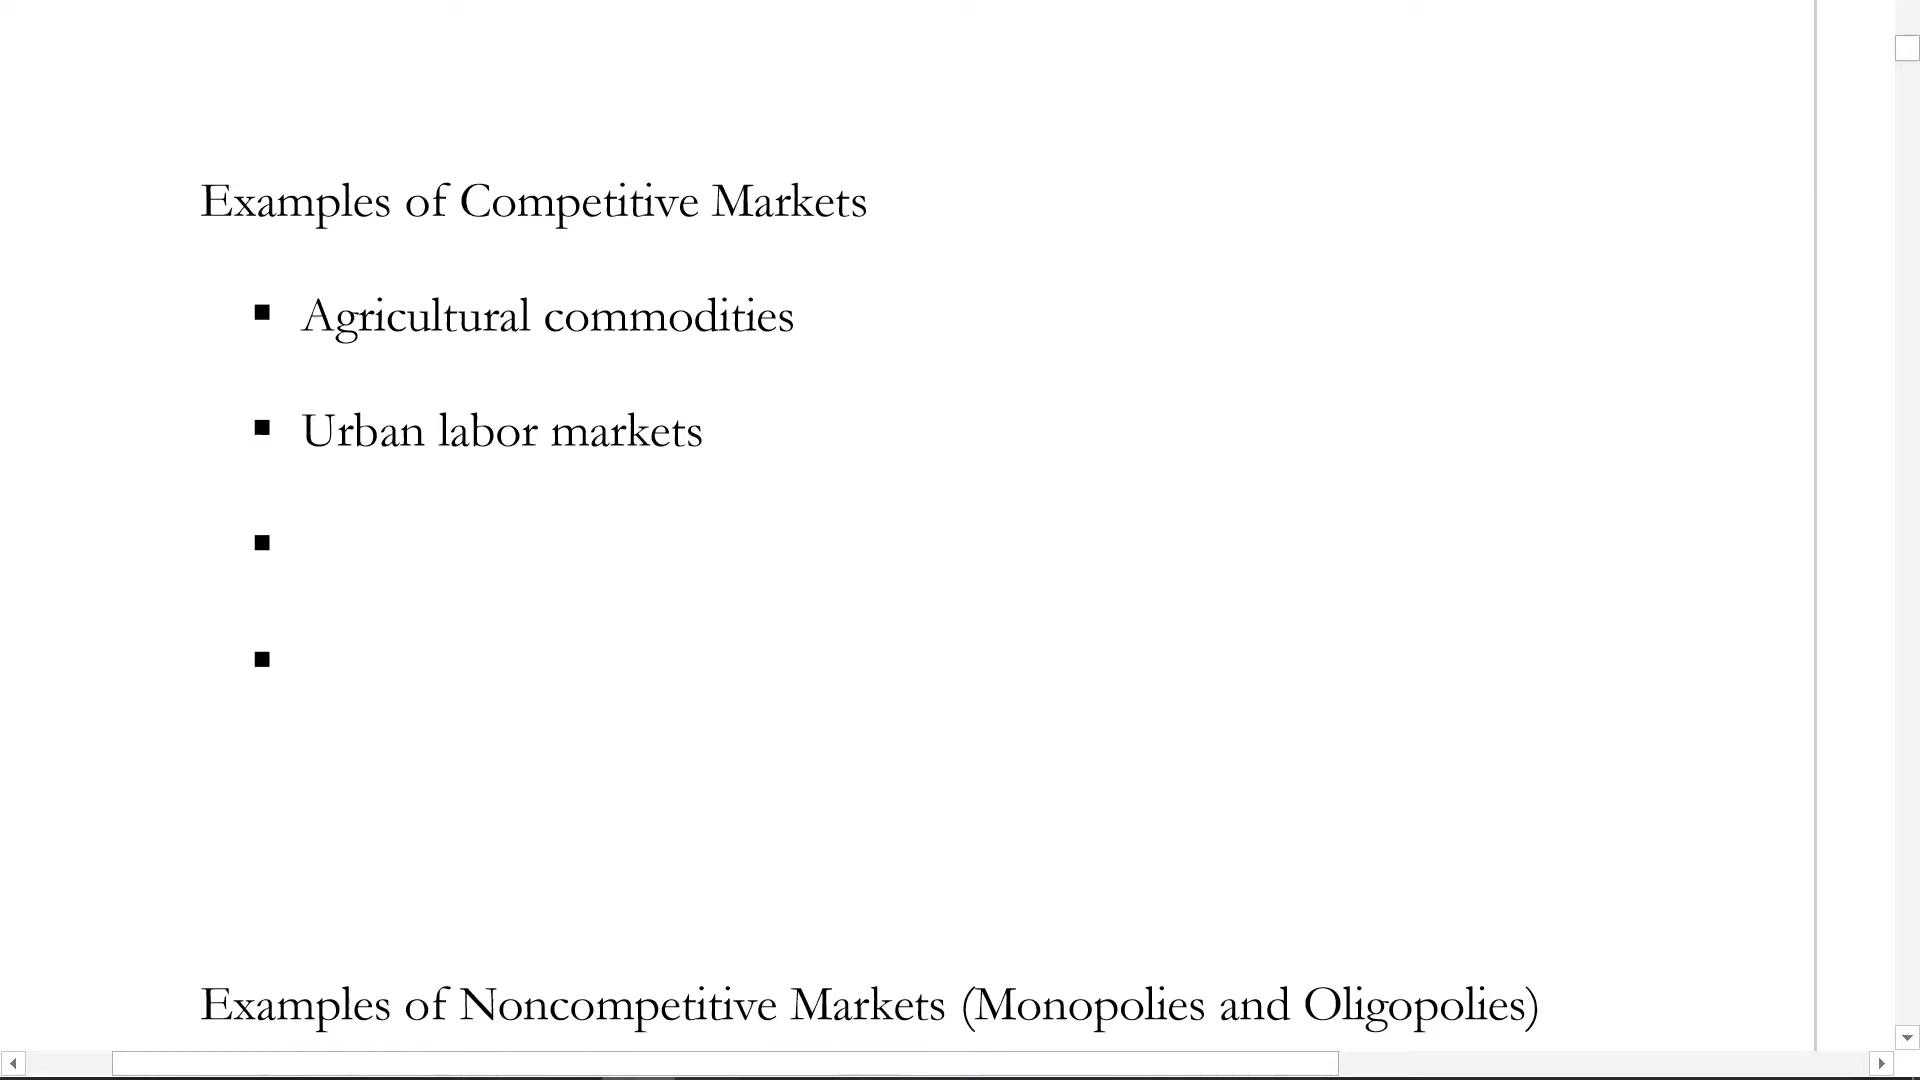 Examples of Competitive Markets
▪ Agricultural commodities
▪ Urban labor markets
▪
▪
Examples of Noncompetitive Markets (Monopolies and Oligopolies)